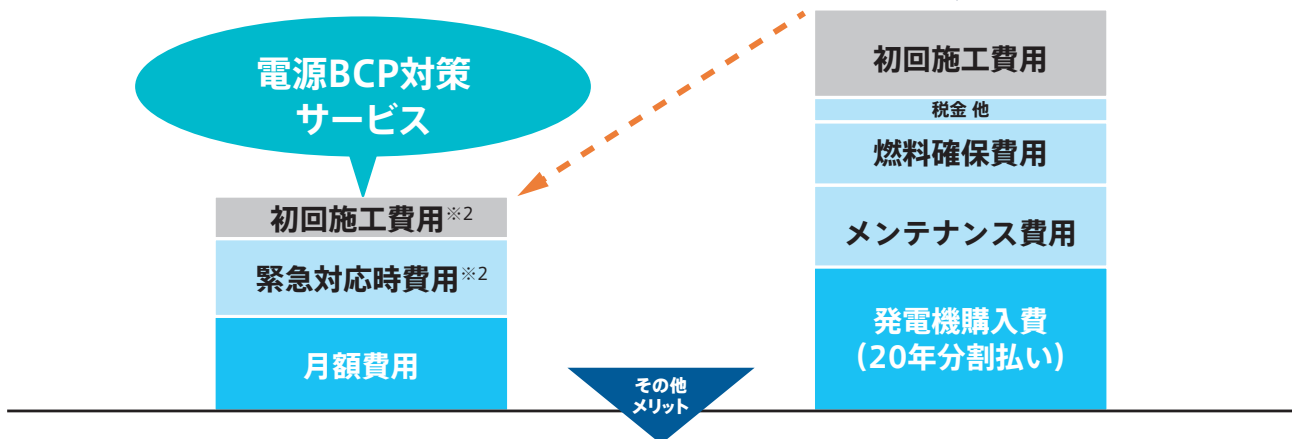 電源BCP対策
サービス
初回施工費用※2
緊急対応時費用※2
月額費用
初回施工費用
税金 他
燃料確保費用
メンテナンス費用
発電機購入費
(20年分割払い)
その他
メリット